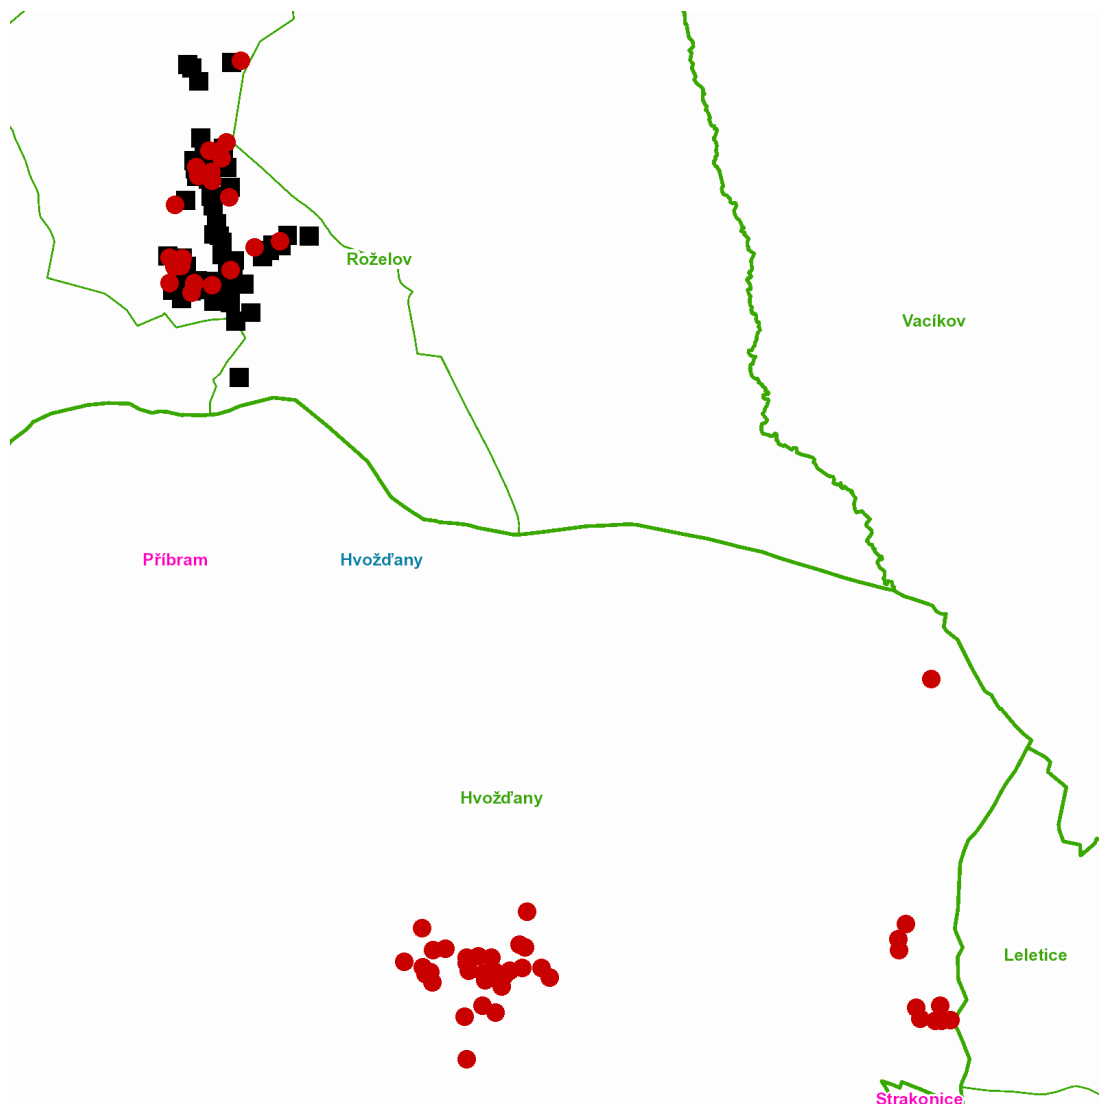 Roželov
Vacíkov
Příbram
Hvožďany
Hvožďany
Leletice
Strakonice